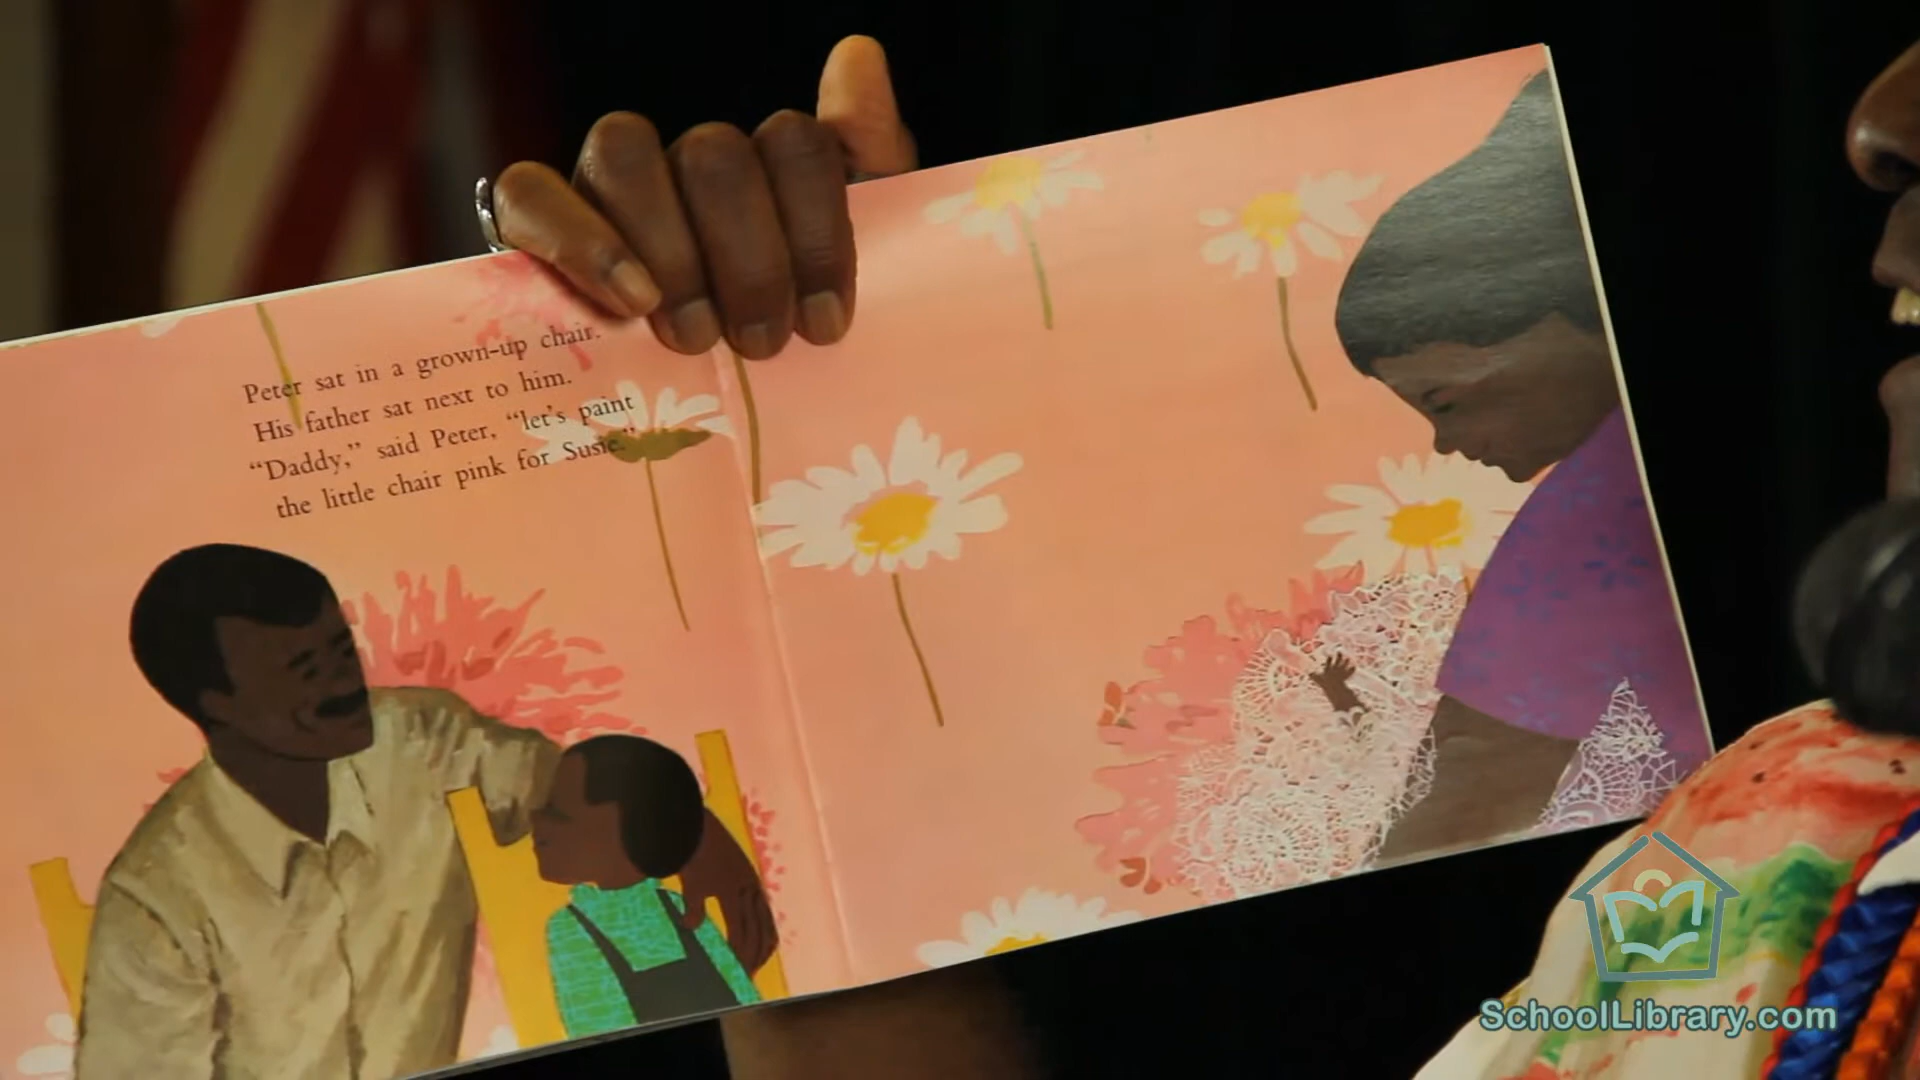 Peter sat in a grown-up chair.
His father sat next to him.
“Daddy,” said Peter, “let's paint
the little chair pink for Susie.”
SchoolLibrary.com